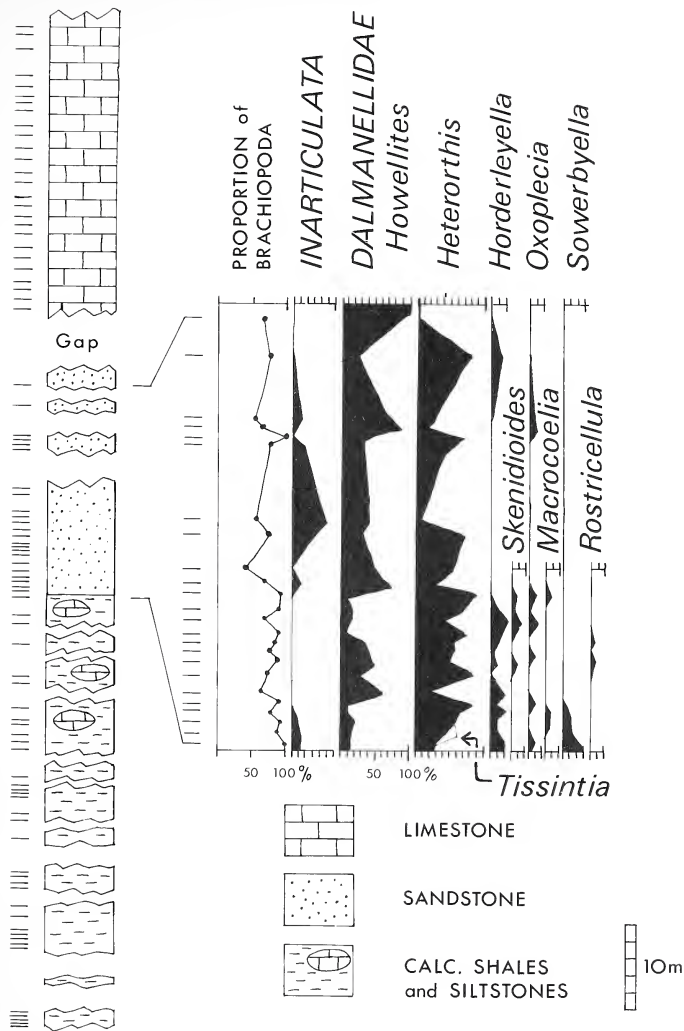 PROPORTION of
BRACHIOPODA
INARTICULATA
DALMANELLIDAE
Howellites
Heterorthis
Horderleyella
Oxoplecia
Sowerbyella
Gap
Skenidioides
Macrocoelia
Rostricellula
50 100 %
50 100 %
Tissintia
LIMESTONE
SANDSTONE
CALC. SHALES
and SILTSTONES
10m